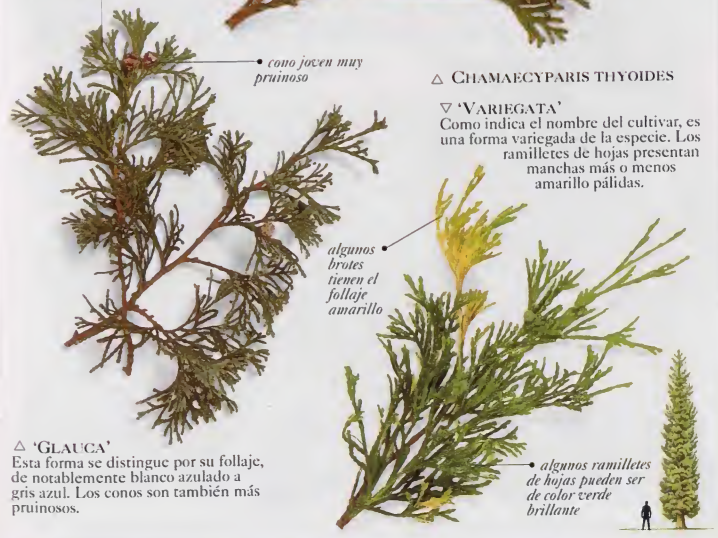 cono joven muy
pruinoso
△ CHAMAECYPARIS THYOIDES
▽ 'VARIEGATA'
Como indica el nombre del cultivar, es
una forma variegada de la especie. Los
ramilletes de hojas presentan
manchas más o menos
amarillo pálidas.
algunos
brotes
tienen el
follaje
amarillo
△ 'GLAUCA'
Esta forma se distingue por su follaje,
de notablemente blanco azulado a
gris azul. Los conos son también más
pruinosos.
algunos ramilletes
de hojas pueden ser
de color verde
brillante